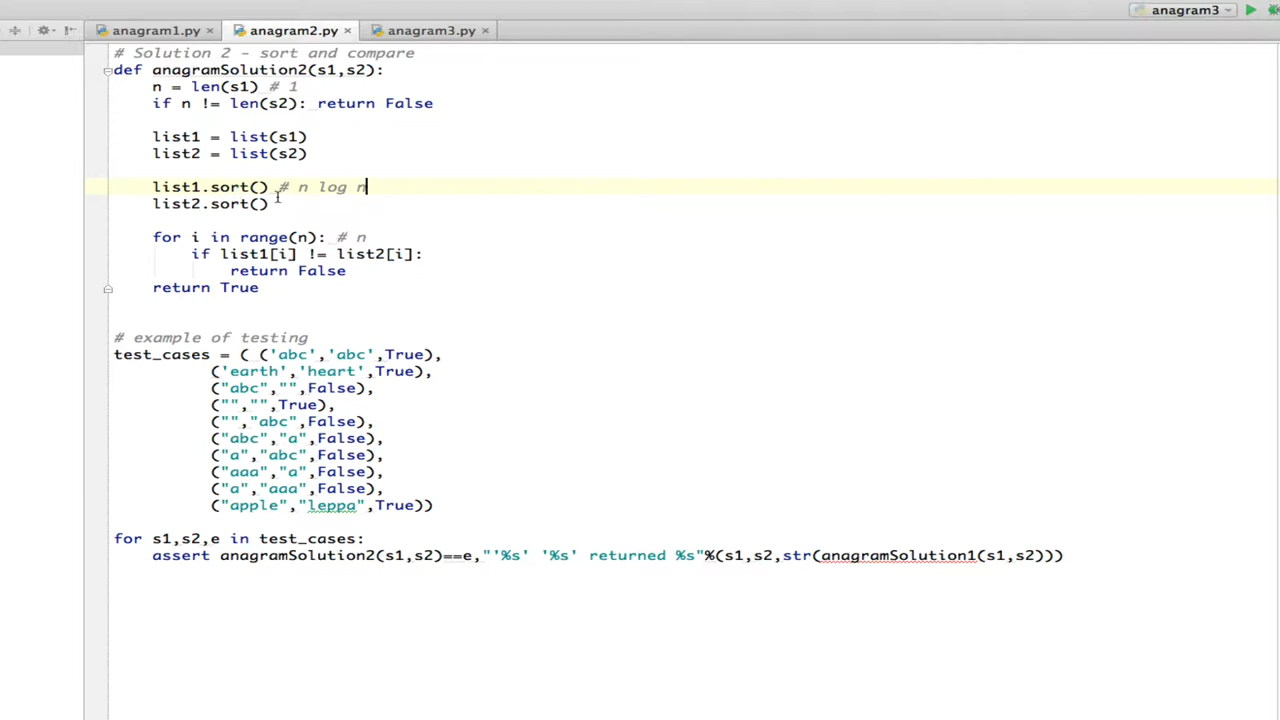 anagram3
anagram1.py × anagram2.py × anagram3.py ×
# Solution 2 - sort and compare
def anagramSolution2(s1,s2):
    n = len(s1) # 1
    if n != len(s2): return False
    list1 = list(s1)
    list2 = list(s2)
    list1.sort() # n log n
    list2.sort()
    for i in range(n): # n
        if list1[i] != list2[i]:
            return False
    return True
# example of testing
test_cases = ( ('abc','abc',True),
          ('earth','heart',True),
          ("abc","",False),
          ("","",True),
          ("","abc",False),
          ("abc","a",False),
          ("a","abc",False),
          ("aaa","a",False),
          ("a","aaa",False),
          ("apple","leppa",True))
for s1,s2,e in test_cases:
    assert anagramSolution2(s1,s2)==e,"'%s' '%s' returned %s"%(s1,s2,str(anagramSolution1(s1,s2)))